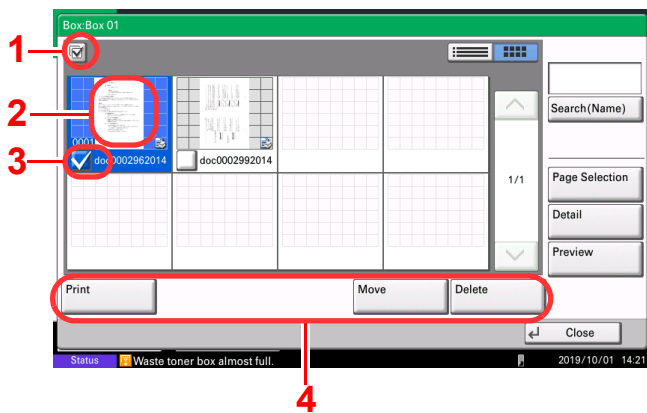 Box:Box 01
1
2
Search(Name)
0001
3
doc0002962014
doc0002992014
1/1
Page Selection
Detail
Preview
Print
Move
Delete
Close
Status
Waste toner box almost full.
2019/10/01 14:21
4